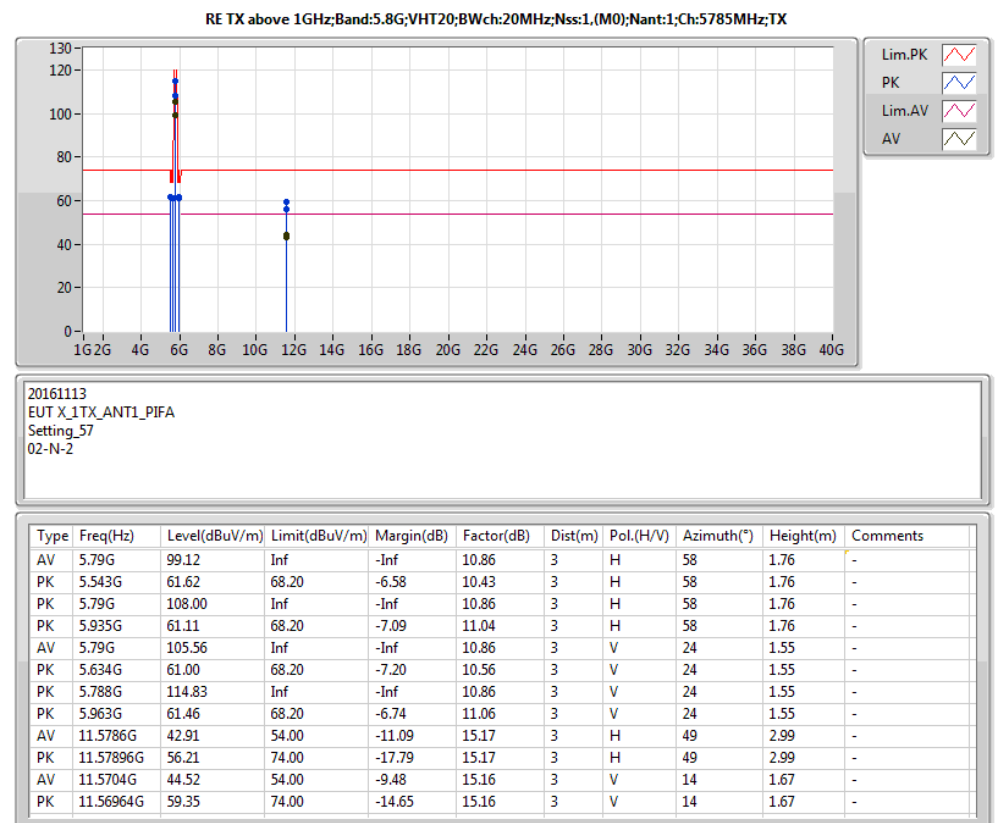 RE TX above 1GHz;Band:5.8G;VHT20;BWch:20MHz;Nss:1,(M0);Nant:1;Ch:5785MHz;TX
130
120
100
80
60
40
20
0
1G 2G 4G 6G 8G 10G 12G 14G 16G 18G 20G 22G 24G 26G 28G 30G 32G 34G 36G 38G 40G
Lim.PK
PK
Lim.AV
AV
20161113
EUT X_1TX_ANT1_PIFA
Setting_57
02-N-2
Type Freq(Hz) Level(dBuV/m) Limit(dBuV/m) Margin(dB) Factor(dB) Dist(m) Pol.(H/V) Azimuth(°) Height(m) Comments
AV 5.79G 99.12 Inf -Inf 10.86 3 H 58 1.76 -
PK 5.543G 61.62 68.20 -6.58 10.43 3 H 58 1.76 -
PK 5.79G 108.00 Inf -Inf 10.86 3 H 58 1.76 -
PK 5.935G 61.11 68.20 -7.09 11.04 3 H 58 1.76 -
AV 5.79G 105.56 Inf -Inf 10.86 3 V 24 1.55 -
PK 5.634G 61.00 68.20 -7.20 10.56 3 V 24 1.55 -
PK 5.788G 114.83 Inf -Inf 10.86 3 V 24 1.55 -
PK 5.963G 61.46 68.20 -6.74 11.06 3 V 24 1.55 -
AV 11.5786G 42.91 54.00 -11.09 15.17 3 H 49 2.99 -
PK 11.57896G 56.21 74.00 -17.79 15.17 3 H 49 2.99 -
AV 11.5704G 44.52 54.00 -9.48 15.16 3 V 14 1.67 -
PK 11.56964G 59.35 74.00 -14.65 15.16 3 V 14 1.67 -